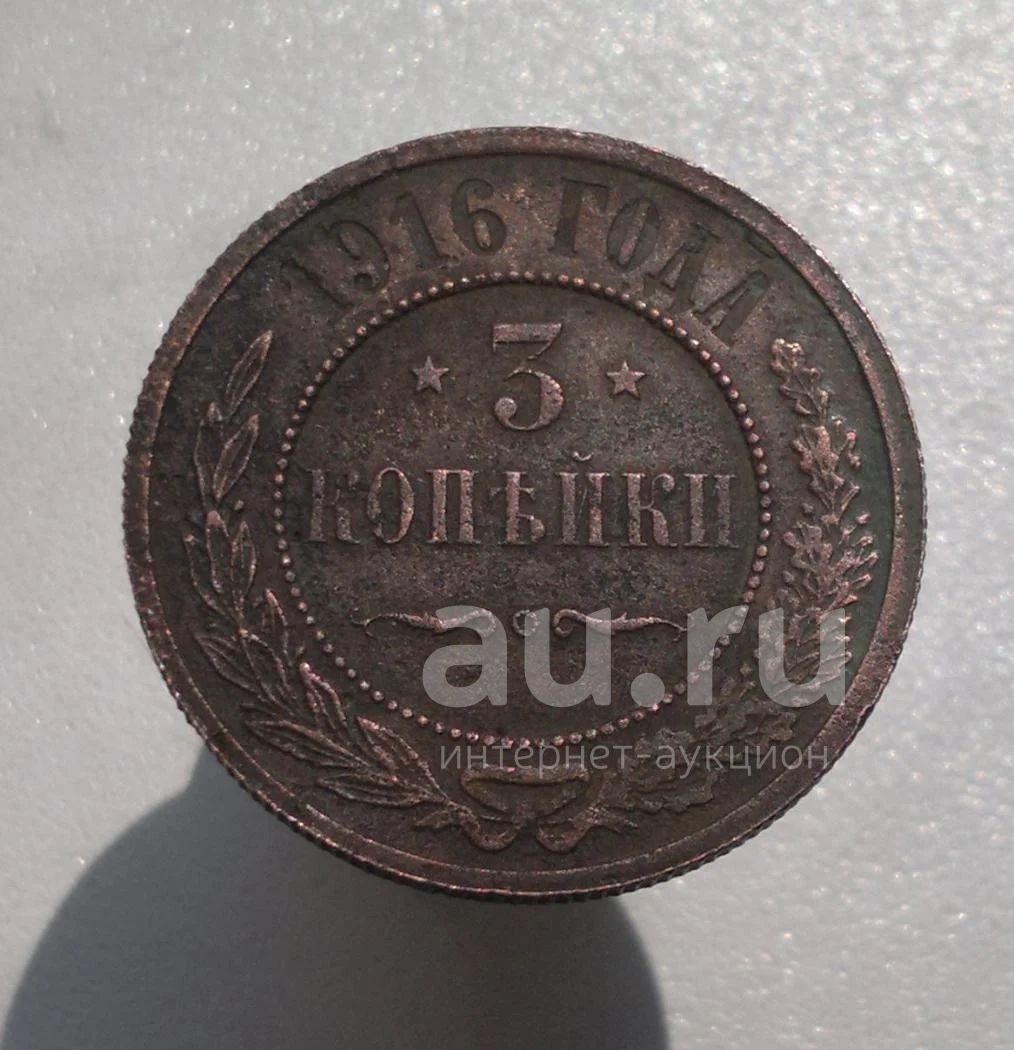 1916 ГОДА
3
КОПѢЙКИ
au.ru
интернет-аукцион